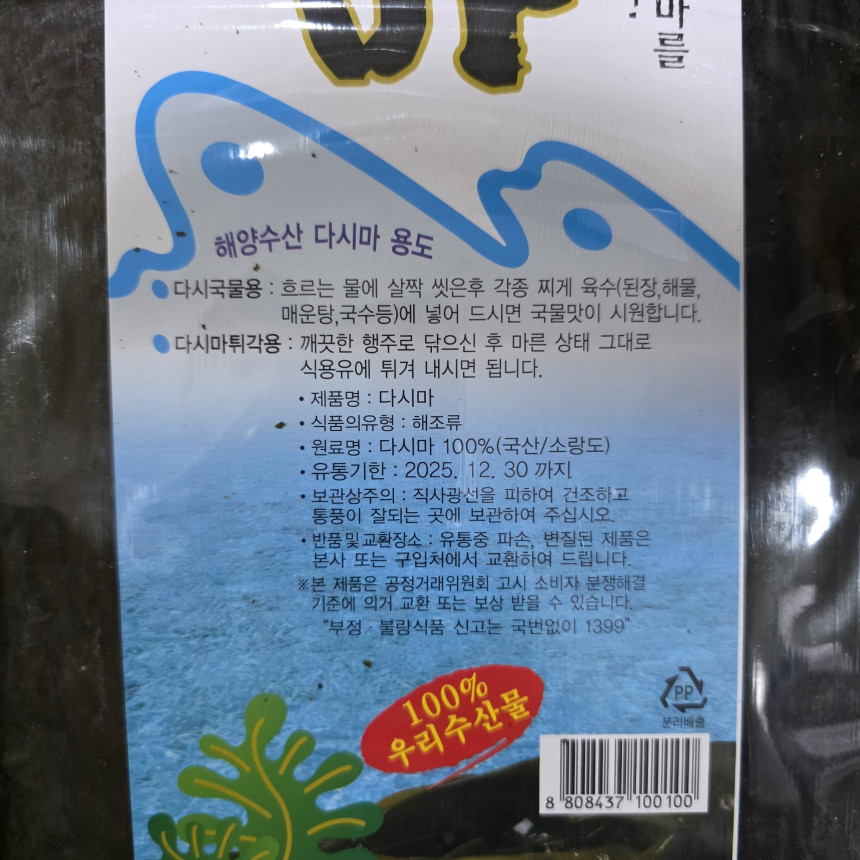 마를
해양수산 다시마 용도
다시국물용 : 흐르는 물에 살짝 씻은후 각종 찌게 육수(된장,해물,
매운탕,국수등)에 넣어 드시면 국물맛이 시원합니다.
다시마튀각용 : 깨끗한 행주로 닦으신 후 마른 상태 그대로
식용유에 튀겨 내시면 됩니다.
• 제품명 : 다시마
• 식품의유형 : 해조류
• 원료명 : 다시마 100%(국산/소랑도)
• 유통기한 : 2025. 12. 30 까지
• 보관상주의 : 직사광선을 피하여 건조하고
통풍이 잘되는 곳에 보관하여 주십시오.
• 반품및교환장소 : 유통중 파손, 변질된 제품은
본사 또는 구입처에서 교환하여 드립니다.
※본 제품은 공정거래위원회 고시 소비자 분쟁해결
기준에 의거 교환 또는 보상 받을 수 있습니다.
"부정 · 불량식품 신고는 국번없이 1399"
100%
우리수산물
PP
분리배출
8 808437 100100